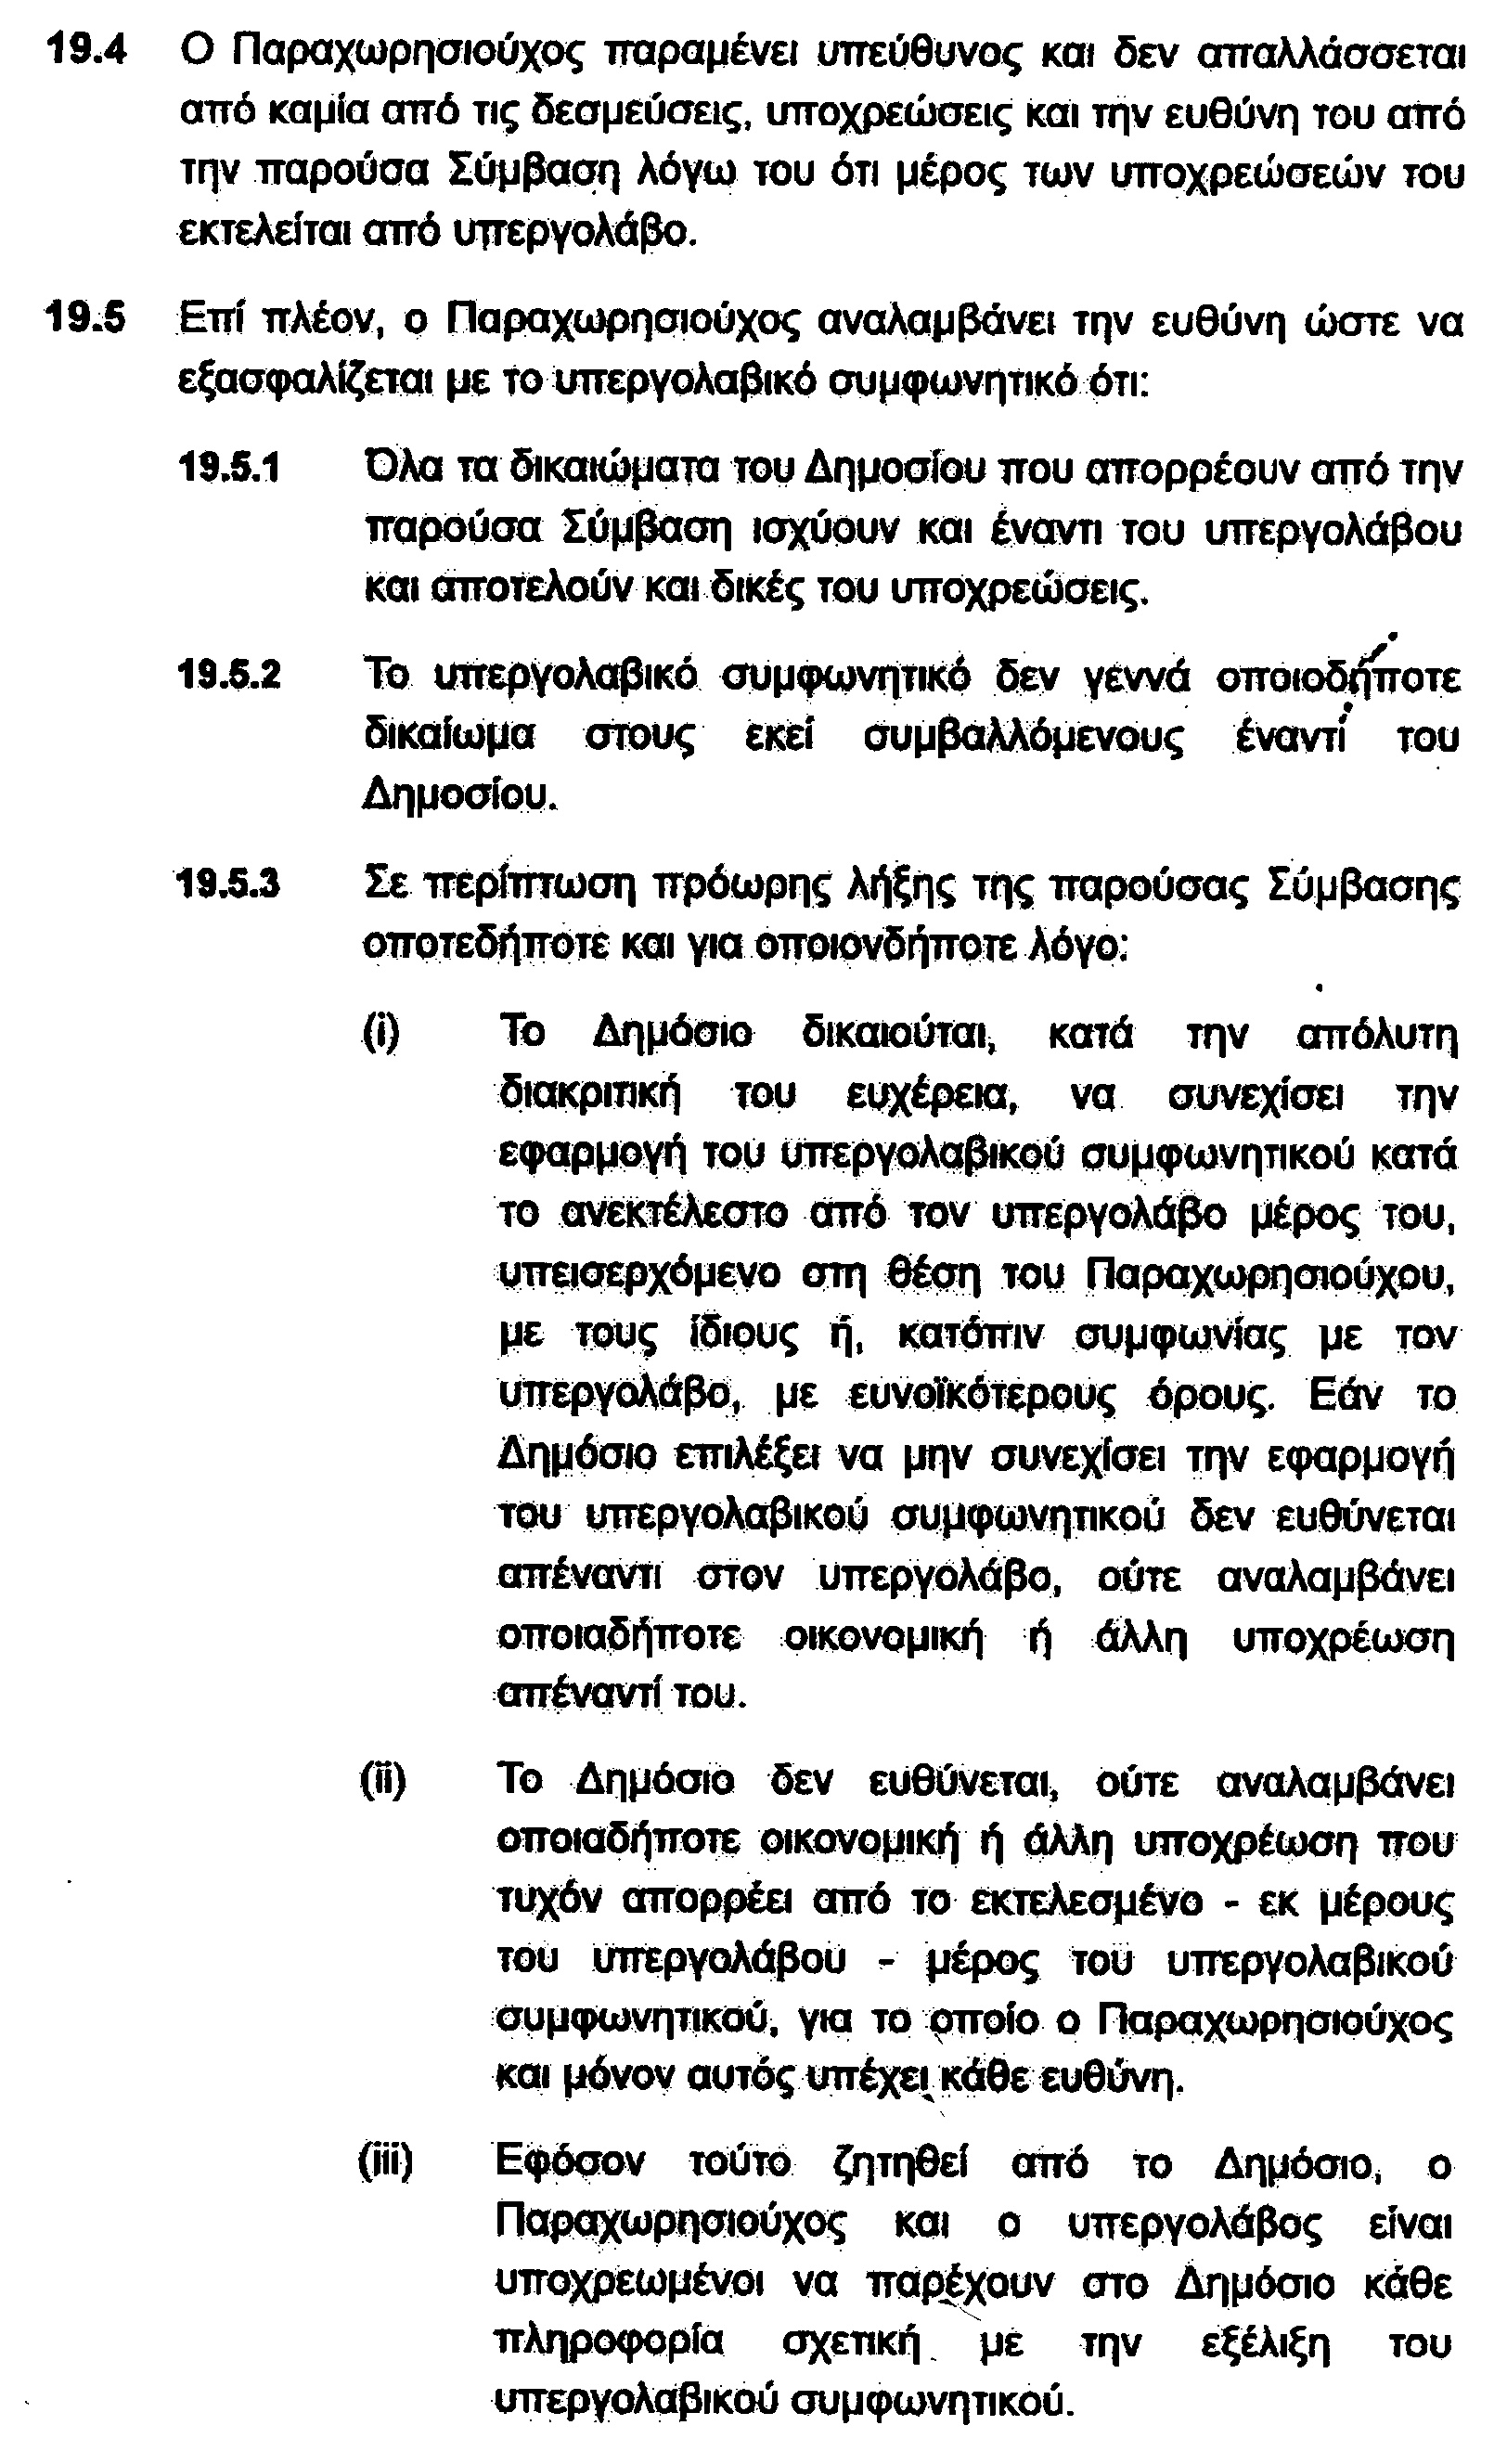 19.4 Ο Παραχωρησιούχος παραμένει υπεύθυνος και δεν απαλλάσσεται
από καμία από τις δεσμεύσεις, υποχρεώσεις και την ευθύνη του από
την παρούσα Σύμβαση λόγω του ότι μέρος των υποχρεώσεών του
εκτελείται από υπεργολάβο.
19.5 Επί πλέον, ο Παραχωρησιούχος αναλαμβάνει την ευθύνη ώστε να
εξασφαλίζεται με το υπεργολαβικό συμφωνητικό ότι:
19.5.1 Όλα τα δικαιώματα του Δημοσίου που απορρέουν από την
παρούσα Σύμβαση ισχύουν και έναντι του υπεργολάβου
και αποτελούν και δικές του υποχρεώσεις.
19.5.2 Το υπεργολαβικό συμφωνητικό δεν γεννά οποιοδήποτε
δικαίωμα στους εκεί συμβαλλόμενους έναντί του
Δημοσίου.
19.5.3 Σε περίπτωση πρόωρης λήξης της παρούσας Σύμβασης
οποτεδήποτε και για οποιονδήποτε λόγο:
(i) Το Δημόσιο δικαιούται, κατά την απόλυτη
διακριτική του ευχέρεια, να συνεχίσει την
εφαρμογή του υπεργολαβικού συμφωνητικού κατά
το ανεκτέλεστο από τον υπεργολάβο μέρος του,
υπεισερχόμενο στη θέση του Παραχωρησιούχου,
με τους ίδιους ή, κατόπιν συμφωνίας με τον
υπεργολάβο, με ευνοϊκότερους όρους. Εάν το
Δημόσιο επιλέξει να μην συνεχίσει την εφαρμογή
του υπεργολαβικού συμφωνητικού δεν ευθύνεται
απέναντι στον υπεργολάβο, ούτε αναλαμβάνει
οποιαδήποτε οικονομική ή άλλη υποχρέωση
απέναντί του.
(ii) Το Δημόσιο δεν ευθύνεται, ούτε αναλαμβάνει
οποιαδήποτε οικονομική ή άλλη υποχρέωση που
τυχόν απορρέει από το εκτελεσμένο - εκ μέρους
του υπεργολάβου - μέρος του υπεργολαβικού
συμφωνητικού, για το οποίο ο Παραχωρησιούχος
και μόνον αυτός υπέχει κάθε ευθύνη.
(iii) Εφόσον τούτο ζητηθεί από το Δημόσιο, ο
Παραχωρησιούχος και ο υπεργολάβος είναι
υποχρεωμένοι να παρέχουν στο Δημόσιο κάθε
πληροφορία σχετική με την εξέλιξη του
υπεργολαβικού συμφωνητικού.